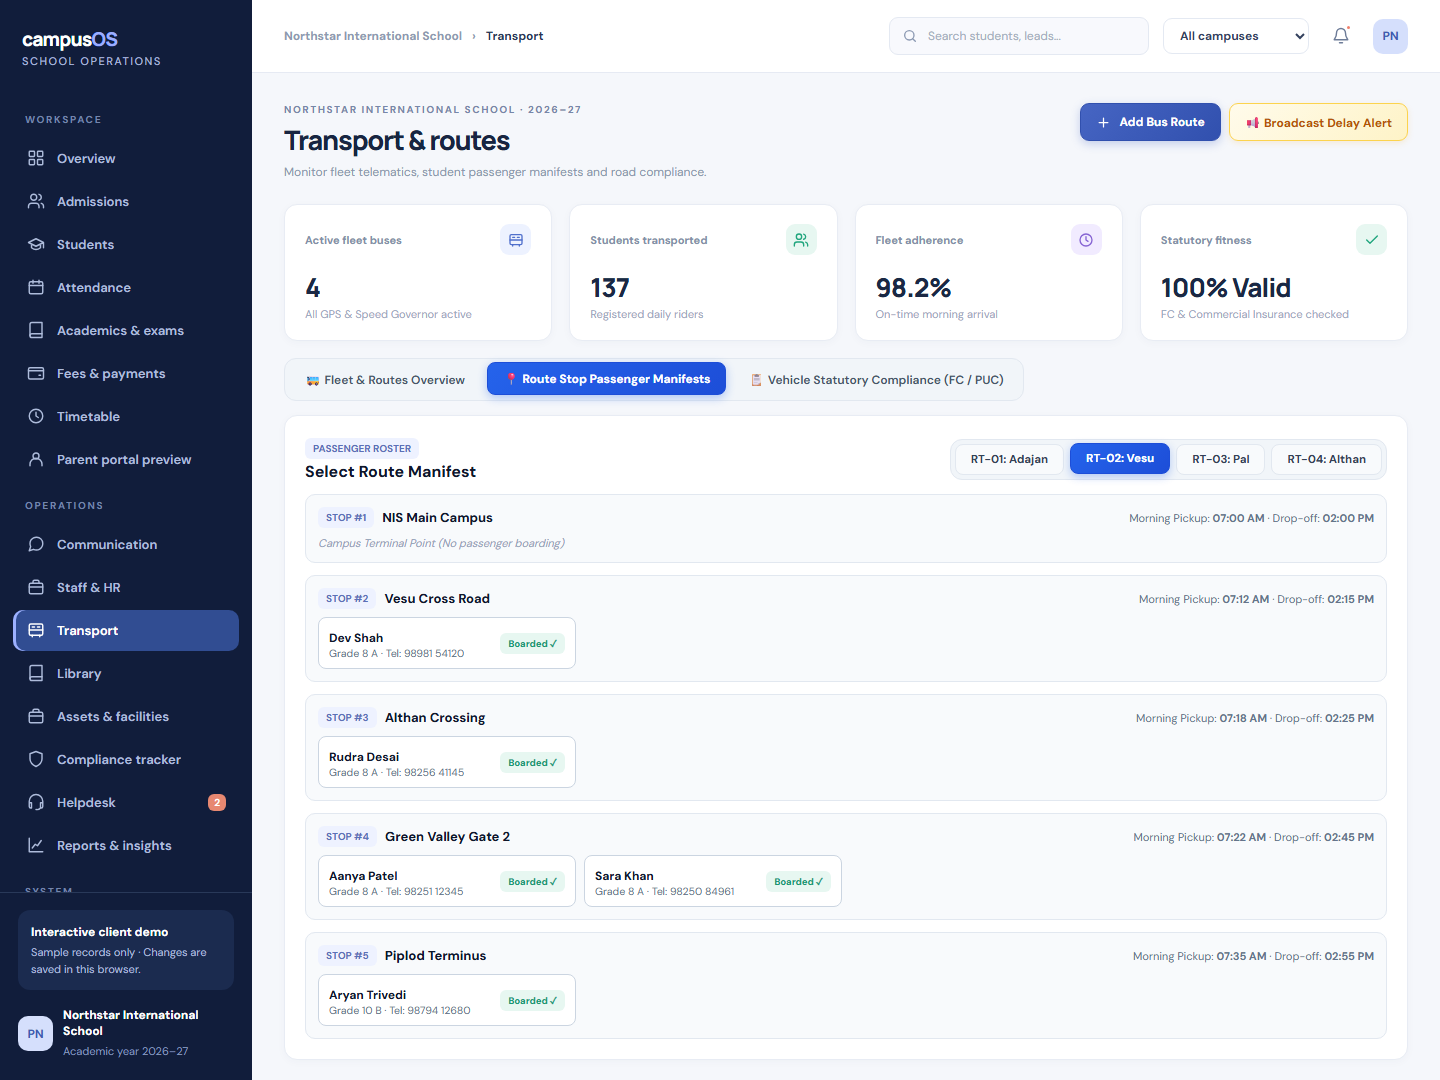 campusOS
SCHOOL OPERATIONS
WORKSPACE
Overview
Admissions
Students
Attendance
Academics & exams
Fees & payments
Timetable
Parent portal preview
OPERATIONS
Communication
Staff & HR
Transport
Library
Assets & facilities
Compliance tracker
Helpdesk 2
Reports & insights
SYSTEM
Interactive client demo
Sample records only · Changes are
saved in this browser.
PN
Northstar International
School
Academic year 2026–27
Northstar International School › Transport
Search students, leads...
All campuses
PN
NORTHSTAR INTERNATIONAL SCHOOL · 2026–27
Transport & routes
Monitor fleet telematics, student passenger manifests and road compliance.
Add Bus Route
Broadcast Delay Alert
Active fleet buses
4
All GPS & Speed Governor active
Students transported
137
Registered daily riders
Fleet adherence
98.2%
On-time morning arrival
Statutory fitness
100% Valid
FC & Commercial Insurance checked
Fleet & Routes Overview
Route Stop Passenger Manifests
Vehicle Statutory Compliance (FC / PUC)
PASSENGER ROSTER
Select Route Manifest
RT-01: Adajan
RT-02: Vesu
RT-03: Pal
RT-04: Althan
STOP #1 NIS Main Campus
Morning Pickup: 07:00 AM · Drop-off: 02:00 PM
Campus Terminal Point (No passenger boarding)
STOP #2 Vesu Cross Road
Morning Pickup: 07:12 AM · Drop-off: 02:15 PM
Dev Shah
Grade 8 A · Tel: 98981 54120
Boarded ✓
STOP #3 Althan Crossing
Morning Pickup: 07:18 AM · Drop-off: 02:25 PM
Rudra Desai
Grade 8 A · Tel: 98256 41145
Boarded ✓
STOP #4 Green Valley Gate 2
Morning Pickup: 07:22 AM · Drop-off: 02:45 PM
Aanya Patel
Grade 8 A · Tel: 98251 12345
Boarded ✓
Sara Khan
Grade 8 A · Tel: 98250 84961
Boarded ✓
STOP #5 Piplod Terminus
Morning Pickup: 07:35 AM · Drop-off: 02:55 PM
Aryan Trivedi
Grade 10 B · Tel: 98794 12680
Boarded ✓